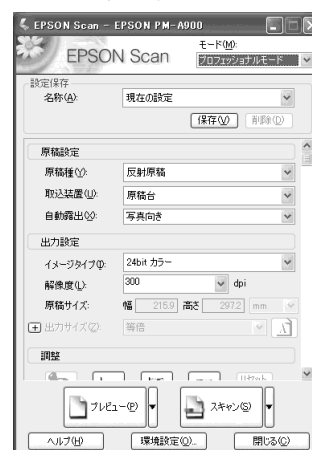 EPSON Scan - EPSON PM-A900
EPSON Scan
モード(M):
プロフェッショナルモード
設定保存
名称(A): 現在の設定
保存(V) 削除(D)
原稿設定
原稿種(Y): 反射原稿
取込装置(U): 原稿台
自動露出(X): 写真向き
出力設定
イメージタイプ(I): 24bit カラー
解像度(L): 300 dpi
原稿サイズ: 幅 215.9 高さ 297.2 mm
出力サイズ(Z): 等倍
調整
リセット
プレビュー(P) スキャン(S)
ヘルプ(H) 環境設定(O)... 閉じる(C)